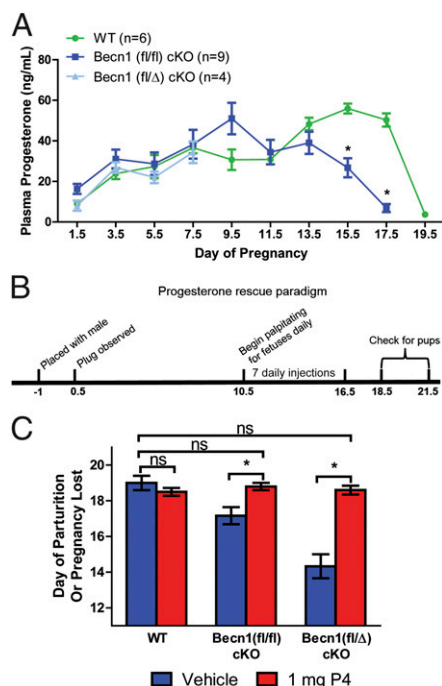 A
WT (n=6)
Becn1 (fl/fl) cKO (n=9)
Becn1 (fl/Δ) cKO (n=4)
Plasma Progesterone (ng/mL)
80
60
40
20
0
* *
1.5 3.5 5.5 7.5 9.5 11.5 13.5 15.5 17.5 19.5
Day of Pregnancy
B
Progesterone rescue paradigm
Placed with male
Plug observed
Begin palpitating
for fetuses daily
7 daily injections
Check for pups
-1 0.5 10.5 16.5 18.5 21.5
C
ns
ns
ns * *
Day of Parturition
Or Pregnancy Lost
20
18
16
14
12
WT Becn1(fl/fl) Becn1(fl/Δ)
cKO cKO
Vehicle 1 mg P4